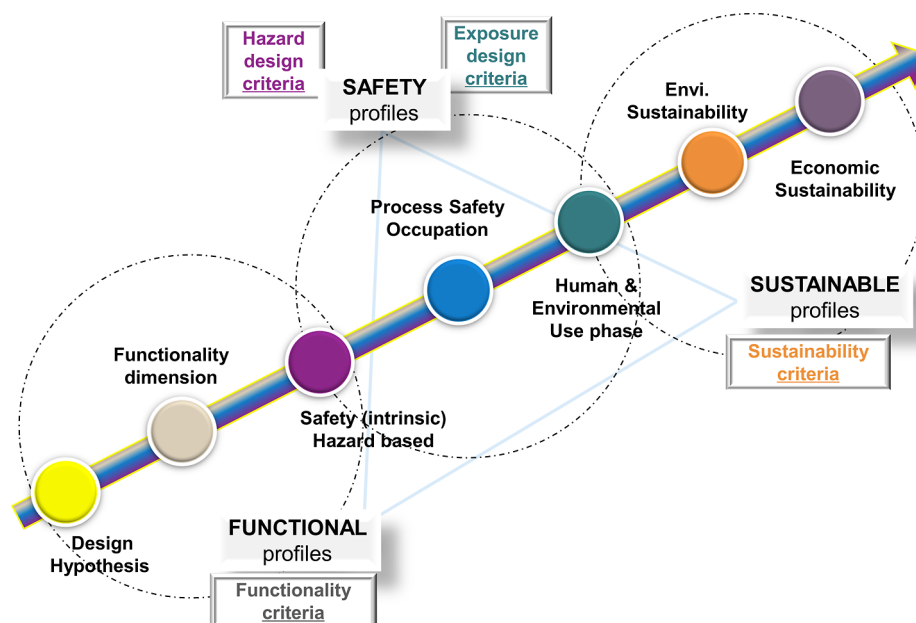 Hazard
design
criteria
Exposure
design
criteria
SAFETY
profiles
Envi.
Sustainability
Economic
Sustainability
Process Safety
Occupation
Human &
Environmental
Use phase
SUSTAINABLE
profiles
Sustainability
criteria
Functionality
dimension
Safety (intrinsic)
Hazard based
Design
Hypothesis
FUNCTIONAL
profiles
Functionality
criteria